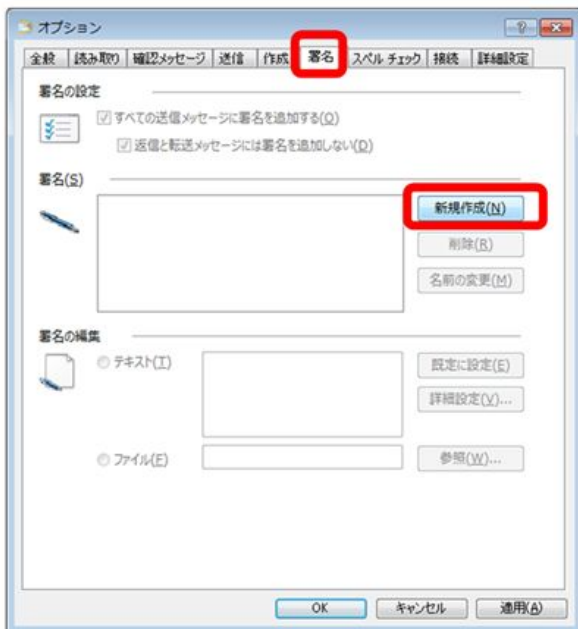 オプション
全般 読み取り 確認メッセージ 送信 作成 署名 スペル チェック 接続 詳細設定
署名の設定
すべての送信メッセージに署名を追加する(O)
返信と転送メッセージには署名を追加しない(D)
署名(S)
新規作成(N)
削除(R)
名前の変更(M)
署名の編集
テキスト(T)
既定に設定(E)
詳細設定(V)...
ファイル(F)
参照(W)...
OK キャンセル 適用(A)